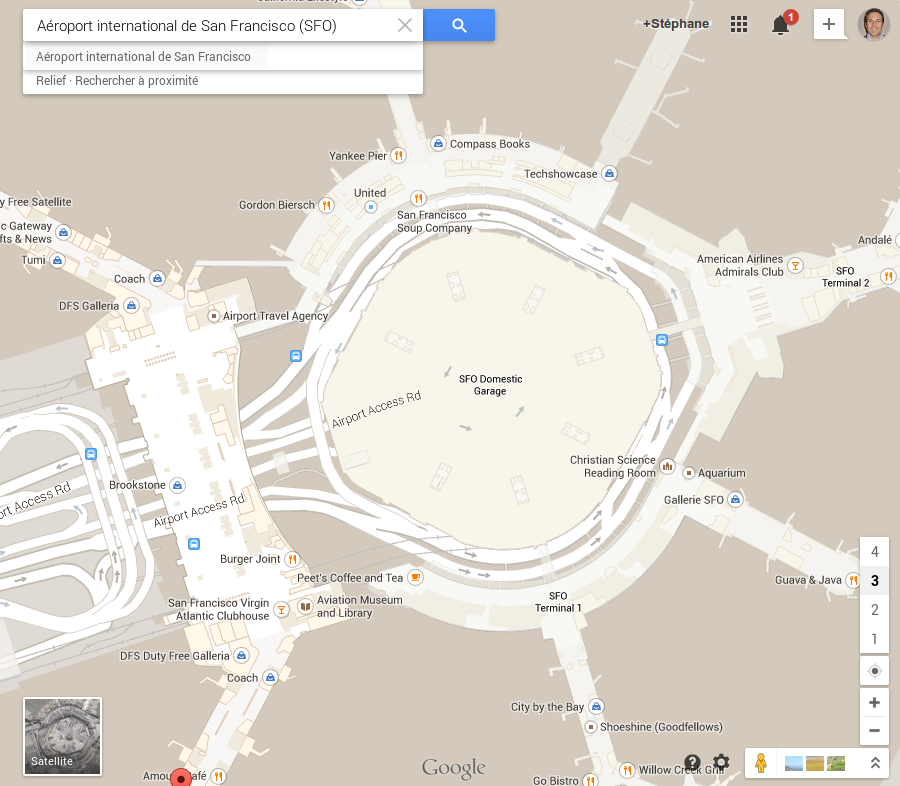 Aéroport international de San Francisco (SFO)
Aéroport international de San Francisco
Relief · Rechercher à proximité
+Stéphane
1
Compass Books
Yankee Pier
Techshowcase
United
Gordon Biersch
San Francisco
Soup Company
y Free Satellite
c Gateway
fts & News
Tumi
Coach
DFS Galleria
Airport Travel Agency
American Airlines
Admirals Club
Andalé
SFO
Terminal 2
SFO Domestic
Garage
Airport Access Rd
Christian Science
Reading Room
Aquarium
Gallerie SFO
Brookstone
ort Access Rd
Airport Access Rd
Burger Joint
Peet's Coffee and Tea
Guava & Java
San Francisco Virgin
Atlantic Clubhouse
Aviation Museum
and Library
SFO
Terminal 1
4
3
2
1
DFS Duty Free Galleria
Coach
City by the Bay
Shoeshine (Goodfellows)
Satellite
Amou
afé
Google
Go Bistro
Willow Creek Grill
?